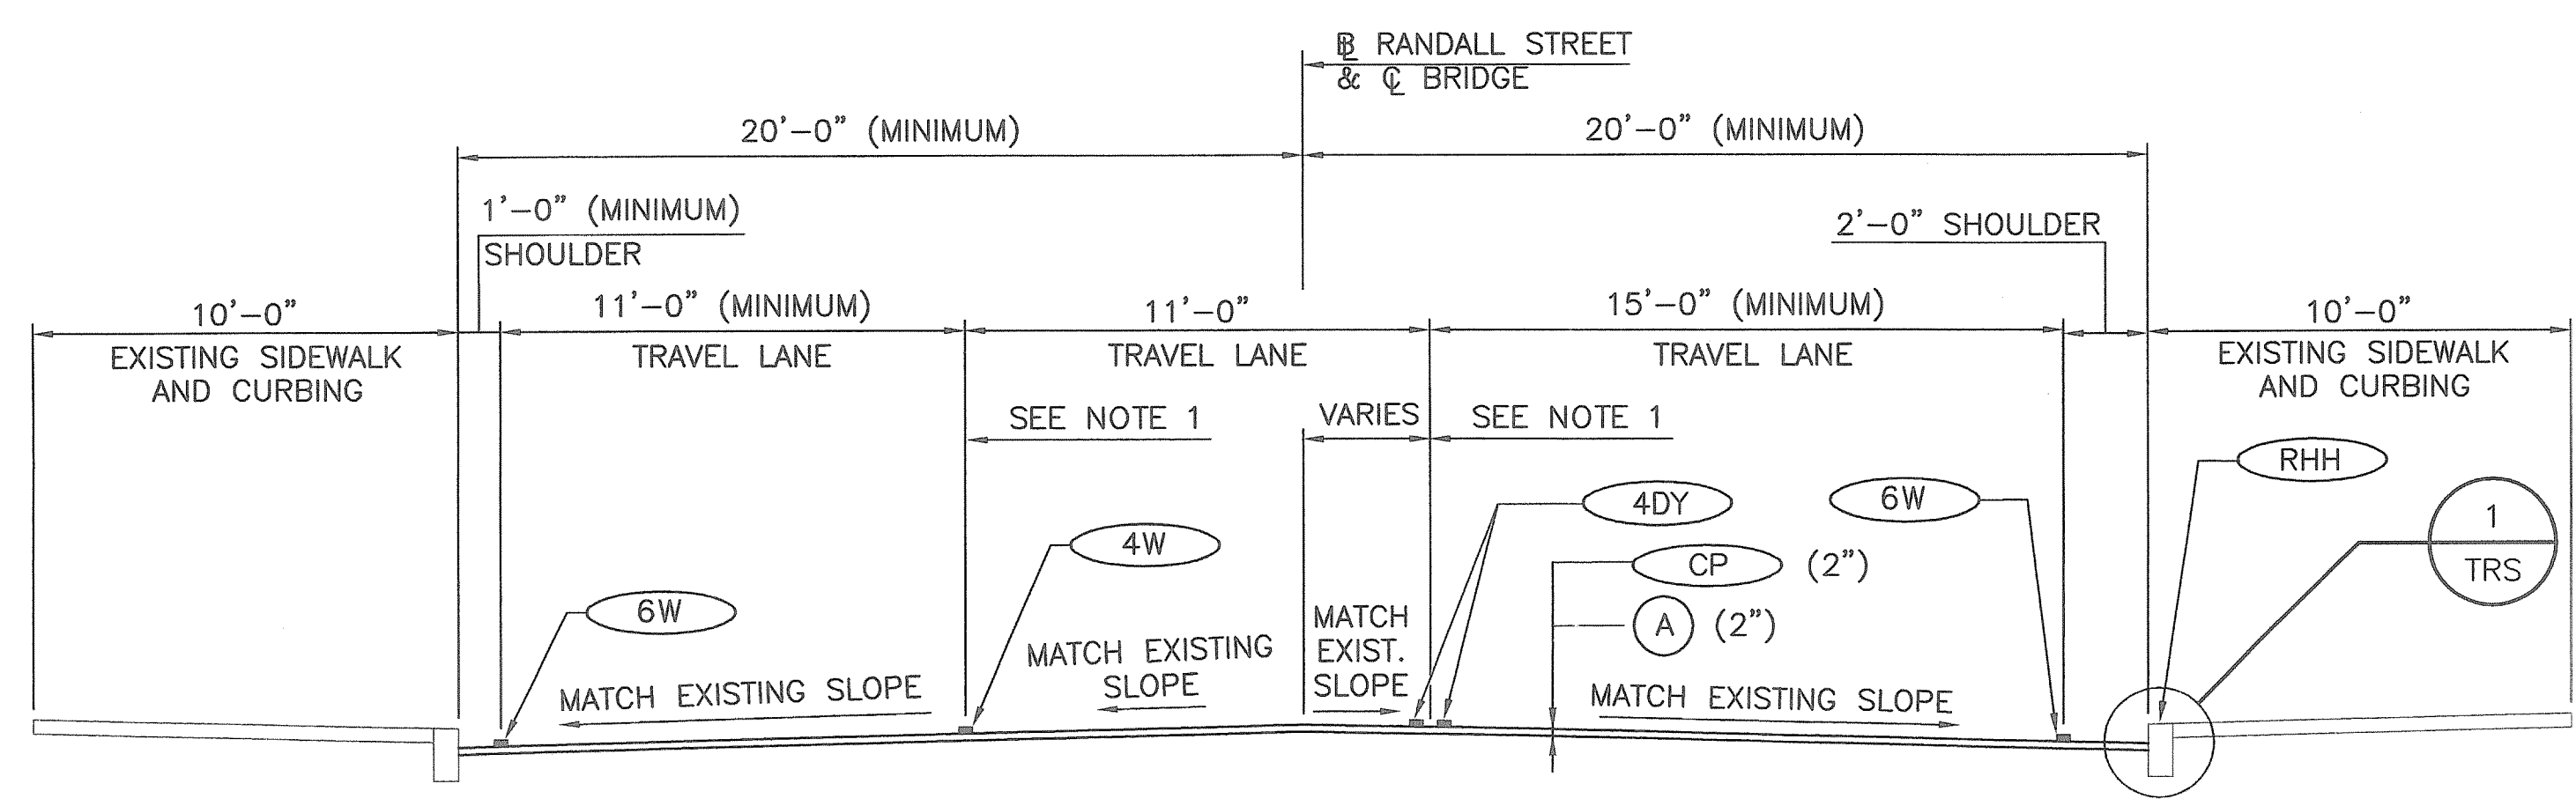 ℄ RANDALL STREET
& ℄ BRIDGE
20'-0" (MINIMUM)
20'-0" (MINIMUM)
1'-0" (MINIMUM)
SHOULDER
2'-0" SHOULDER
10'-0"
EXISTING SIDEWALK
AND CURBING
11'-0" (MINIMUM)
TRAVEL LANE
11'-0"
TRAVEL LANE
15'-0" (MINIMUM)
TRAVEL LANE
10'-0"
EXISTING SIDEWALK
AND CURBING
SEE NOTE 1
VARIES
SEE NOTE 1
RHH
4DY
6W
1
TRS
4W
CP (2")
6W
A (2")
MATCH EXISTING SLOPE
MATCH EXISTING
SLOPE
MATCH
EXIST.
SLOPE
MATCH EXISTING SLOPE